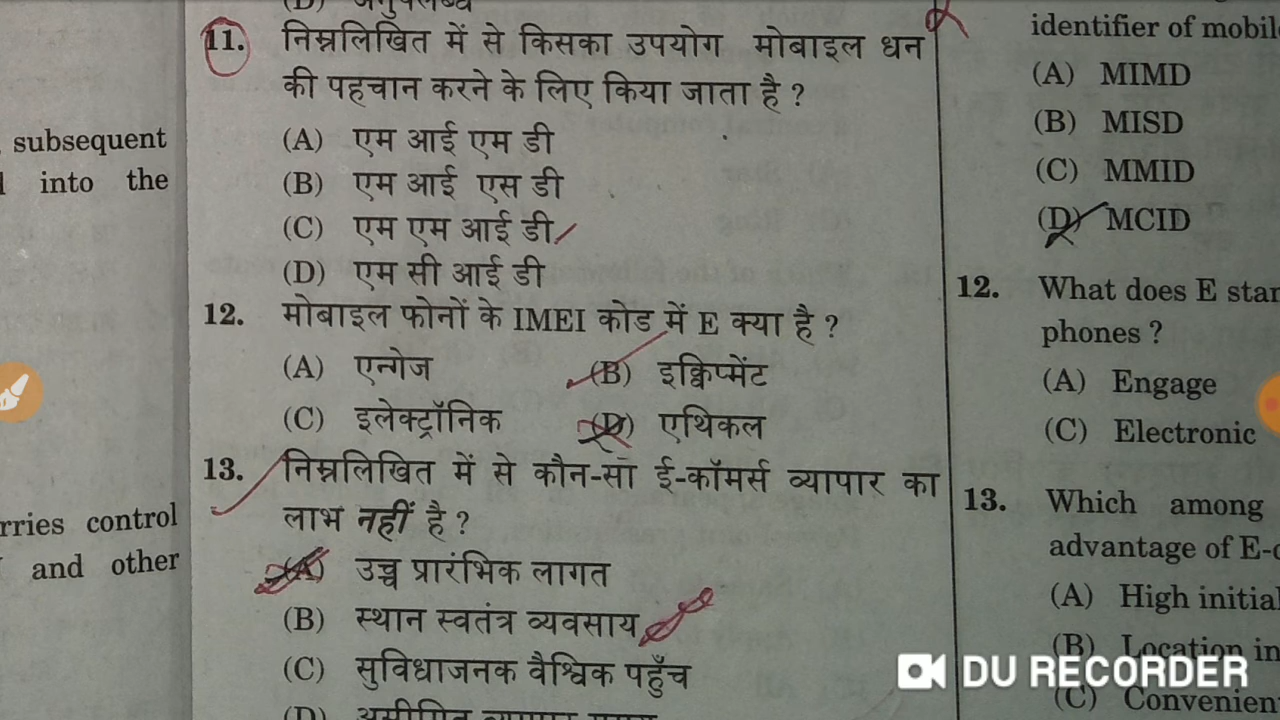 subsequent
into the
rries control
and other
11. निम्नलिखित में से किसका उपयोग मोबाइल धन
की पहचान करने के लिए किया जाता है ?
(A) एम आई एम डी
(B) एम आई एस डी
(C) एम एम आई डी
(D) एम सी आई डी
12. मोबाइल फोनों के IMEI कोड में E क्या है ?
(A) एन्गेज (B) इक्विप्मेंट
(C) इलेक्ट्रॉनिक (D) एथिकल
13. निम्नलिखित में से कौन-सा ई-कॉमर्स व्यापार का
लाभ नहीं है ?
(A) उच्च प्रारंभिक लागत
(B) स्थान स्वतंत्र व्यवसाय
(C) सुविधाजनक वैश्विक पहुँच
identifier of mobil
(A) MIMD
(B) MISD
(C) MMID
(D) MCID
12. What does E star
phones ?
(A) Engage
(C) Electronic
13. Which among
advantage of E-c
(A) High initial
(B) Location in
(C) Convenien
DU RECORDER